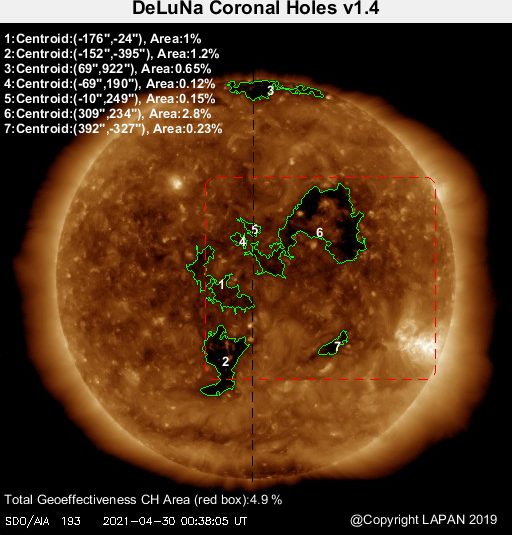 DeLuNa Coronal Holes v1.4
1:Centroid:(-176",-24"), Area:1%
2:Centroid:(-152",-395"), Area:1.2%
3:Centroid:(69",922"), Area:0.65%
4:Centroid:(-69",190"), Area:0.12%
5:Centroid:(-10",249"), Area:0.15%
6:Centroid:(309",234"), Area:2.8%
7:Centroid:(392",-327"), Area:0.23%
3
5
4
6
1
7
2
Total Geoeffectiveness CH Area (red box):4.9 %
SDO/AIA 193 2021-04-30 00:38:05 UT
@Copyright LAPAN 2019